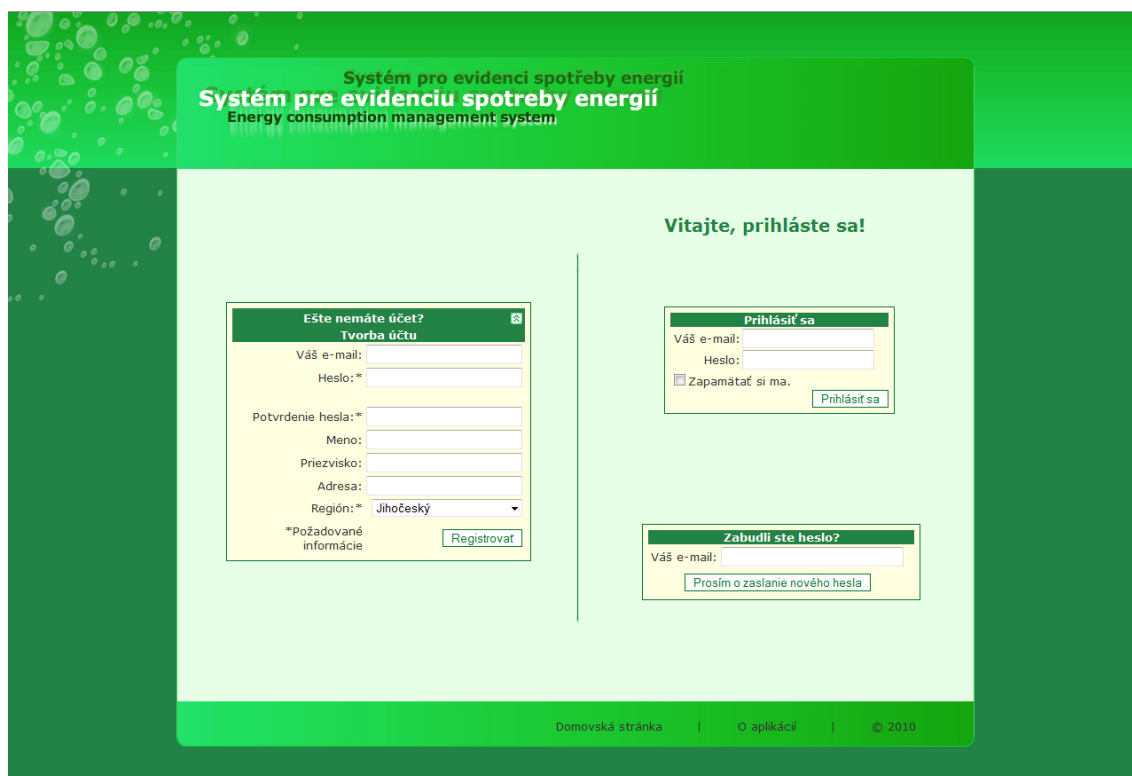 Systém pro evidenci spotřeby energií
Systém pre evidenciu spotreby energií
Energy consumption management system
Vitajte, prihláste sa!
Ešte nemáte účet?
Tvorba účtu
Váš e-mail:
Heslo:*
Potvrdenie hesla:*
Meno:
Priezvisko:
Adresa:
Región:* Jihočeský
*Požadované
informácie
Registrovať
Prihlásiť sa
Váš e-mail:
Heslo:
Zapamätať si ma.
Prihlásiť sa
Zabudli ste heslo?
Váš e-mail:
Prosím o zaslanie nového hesla
Domovská stránka | O aplikácií | © 2010